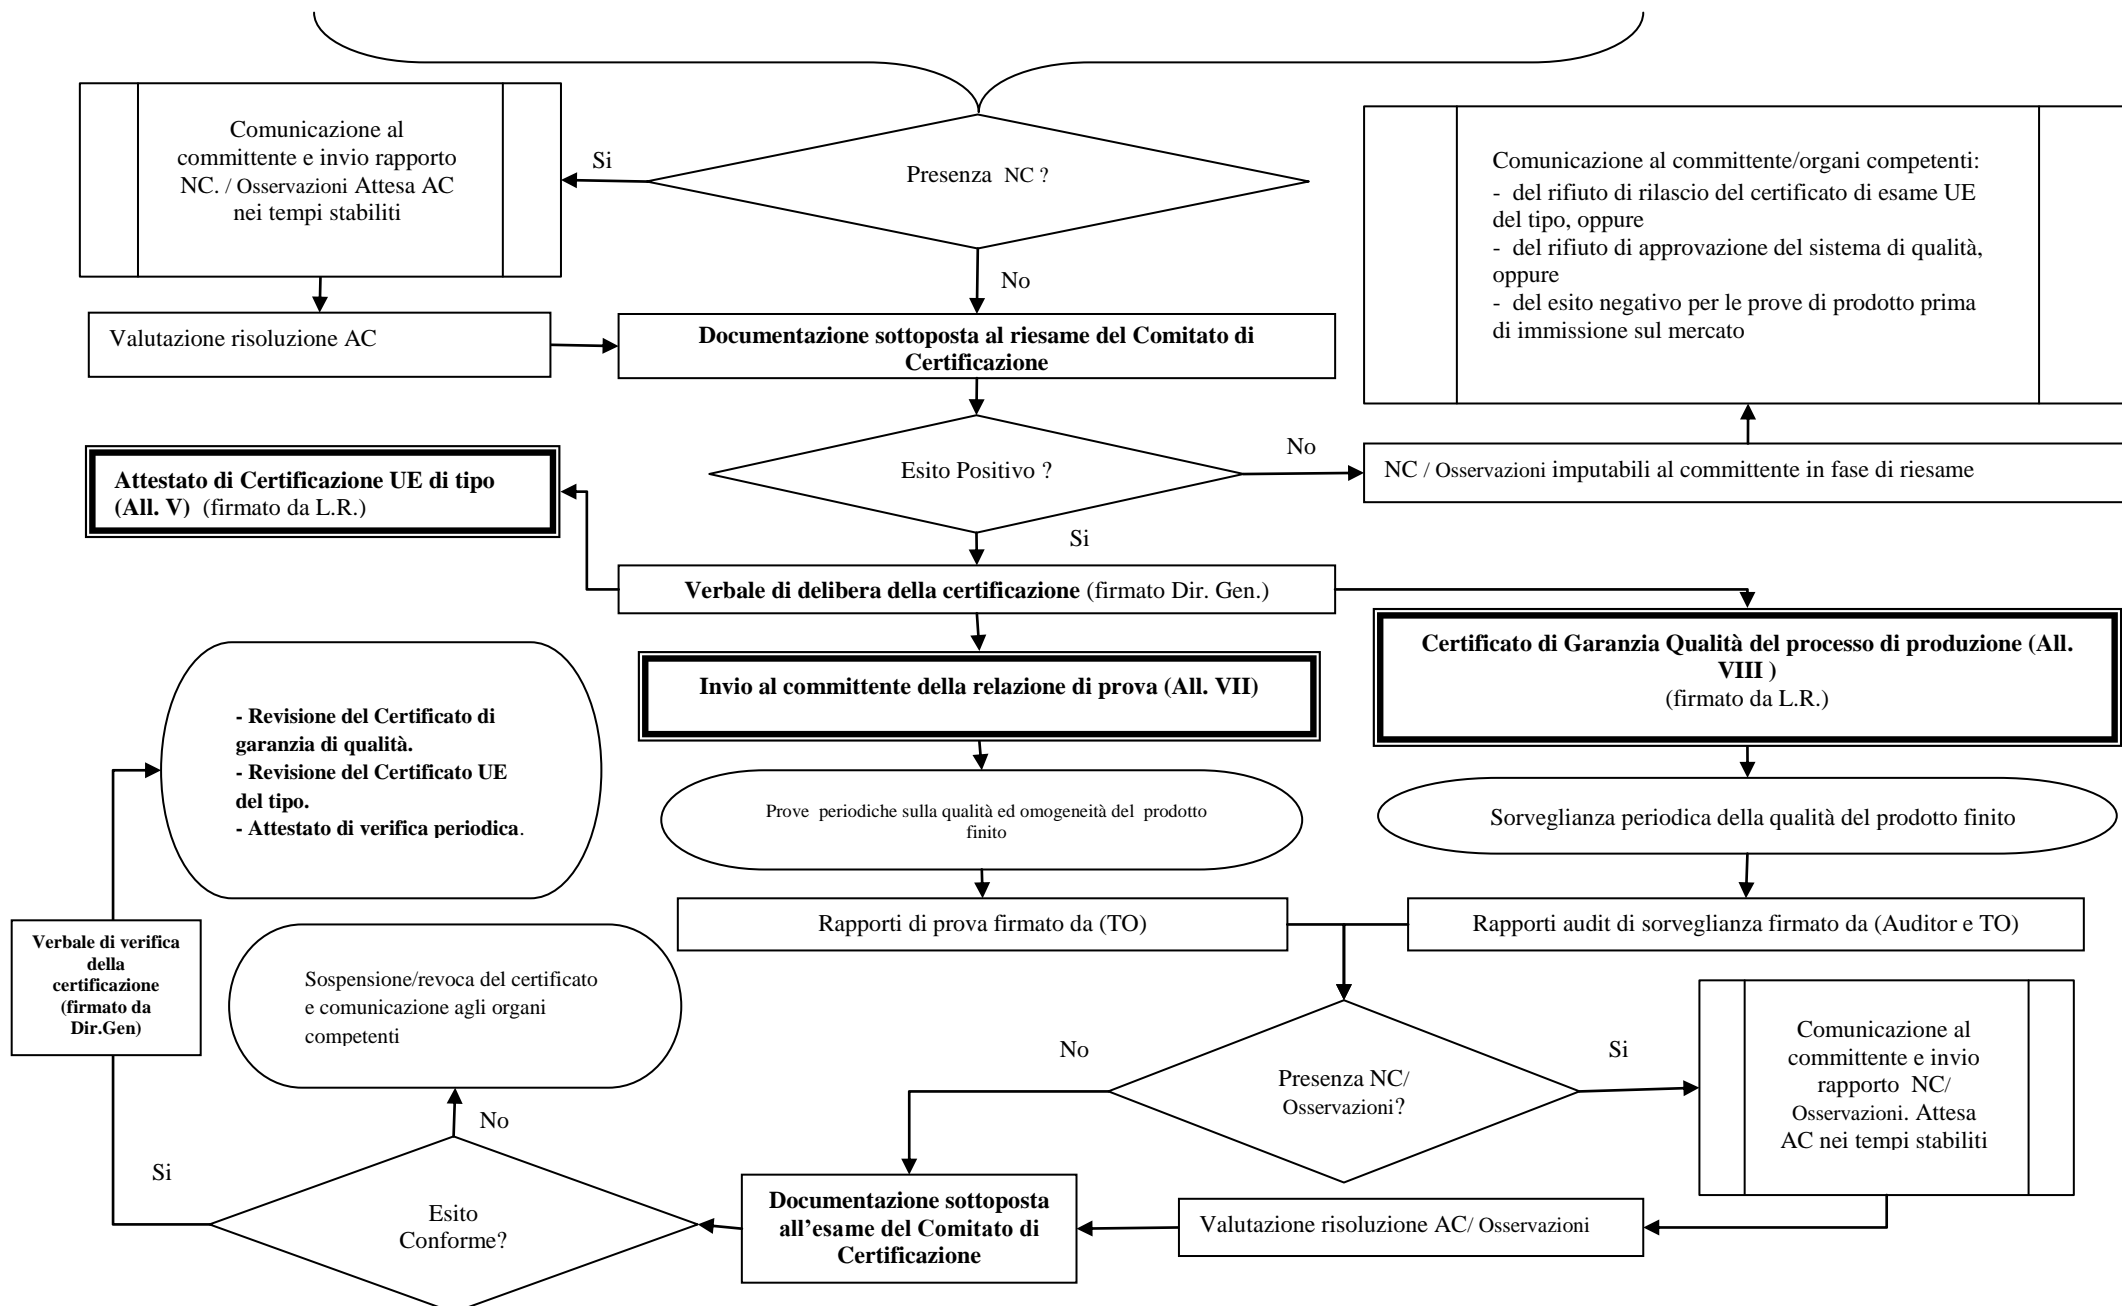 Comunicazione al
committente e invio rapporto
NC. / Osservazioni Attesa AC
nei tempi stabiliti
Si
Presenza NC ?
No
Comunicazione al committente/organi competenti:
- del rifiuto di rilascio del certificato di esame UE
del tipo, oppure
- del rifiuto di approvazione del sistema di qualità,
oppure
- del esito negativo per le prove di prodotto prima
di immissione sul mercato
Valutazione risoluzione AC
Documentazione sottoposta al riesame del Comitato di
Certificazione
Esito Positivo ?
No
NC / Osservazioni imputabili al committente in fase di riesame
Si
Attestato di Certificazione UE di tipo
(All. V) (firmato da L.R.)
Verbale di delibera della certificazione (firmato Dir. Gen.)
Certificato di Garanzia Qualità del processo di produzione (All.
VIII )
(firmato da L.R.)
Invio al committente della relazione di prova (All. VII)
- Revisione del Certificato di
garanzia di qualità.
- Revisione del Certificato UE
del tipo.
- Attestato di verifica periodica.
Prove periodiche sulla qualità ed omogeneità del prodotto
finito
Sorveglianza periodica della qualità del prodotto finito
Rapporti di prova firmato da (TO)
Rapporti audit di sorveglianza firmato da (Auditor e TO)
Verbale di verifica
della
certificazione
(firmato da
Dir.Gen)
Sospensione/revoca del certificato
e comunicazione agli organi
competenti
No
Presenza NC/
Osservazioni?
Si
Comunicazione al
committente e invio
rapporto NC/
Osservazioni. Attesa
AC nei tempi stabiliti
No
Si
Esito
Conforme?
Documentazione sottoposta
all’esame del Comitato di
Certificazione
Valutazione risoluzione AC/ Osservazioni